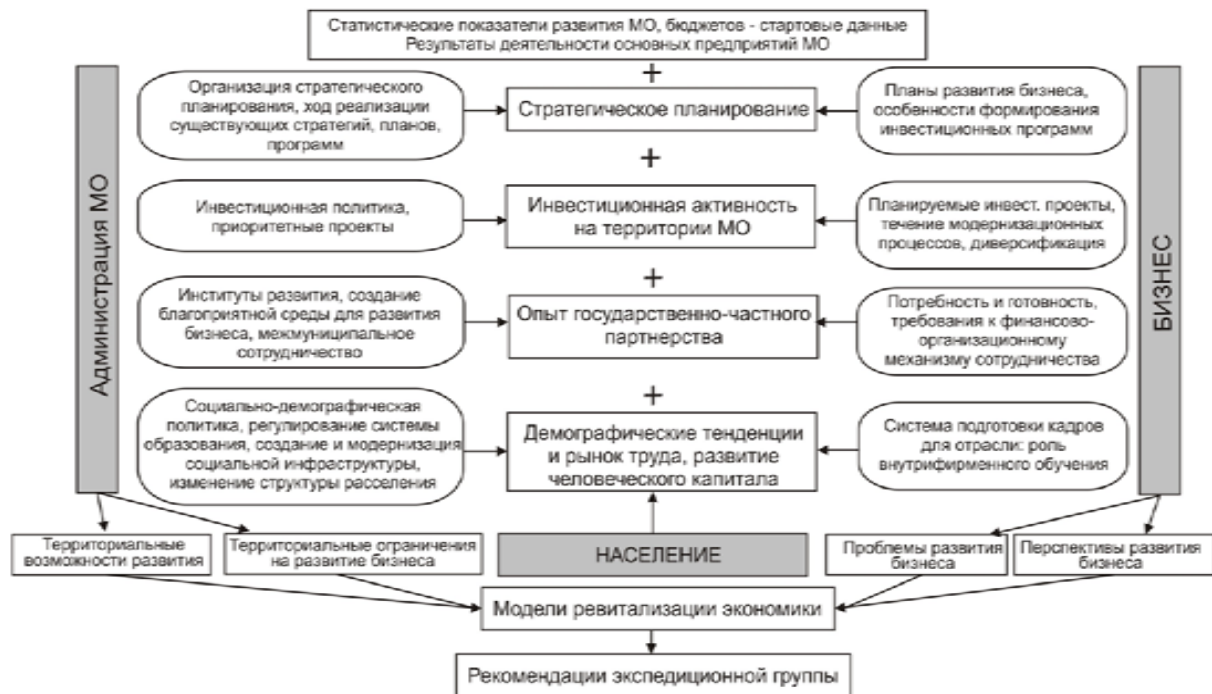 Статистические показатели развития МО, бюджетов - стартовые данные
Результаты деятельности основных предприятий МО
+
Администрация МО
Организация стратегического
планирования, ход реализации
существующих стратегий, планов,
программ
Стратегическое планирование
Планы развития бизнеса,
особенности формирования
инвестиционных программ
БИЗНЕС
+
Инвестиционная политика,
приоритетные проекты
Инвестиционная активность
на территории МО
Планируемые инвест. проекты,
течение модернизационных
процессов, диверсификация
+
Институты развития, создание
благоприятной среды для развития
бизнеса, межмуниципальное
сотрудничество
Опыт государственно-частного
партнерства
Потребность и готовность,
требования к финансово-
организационному
механизму сотрудничества
+
Социально-демографическая
политика, регулирование системы
образования, создание и модернизация
социальной инфраструктуры,
изменение структуры расселения
Демографические тенденции
и рынок труда, развитие
человеческого капитала
Система подготовки кадров
для отрасли: роль
внутрифирменного обучения
Территориальные
возможности развития
Территориальные ограничения
на развитие бизнеса
НАСЕЛЕНИЕ
Проблемы развития
бизнеса
Перспективы развития
бизнеса
Модели ревитализации экономики
Рекомендации экспедиционной группы